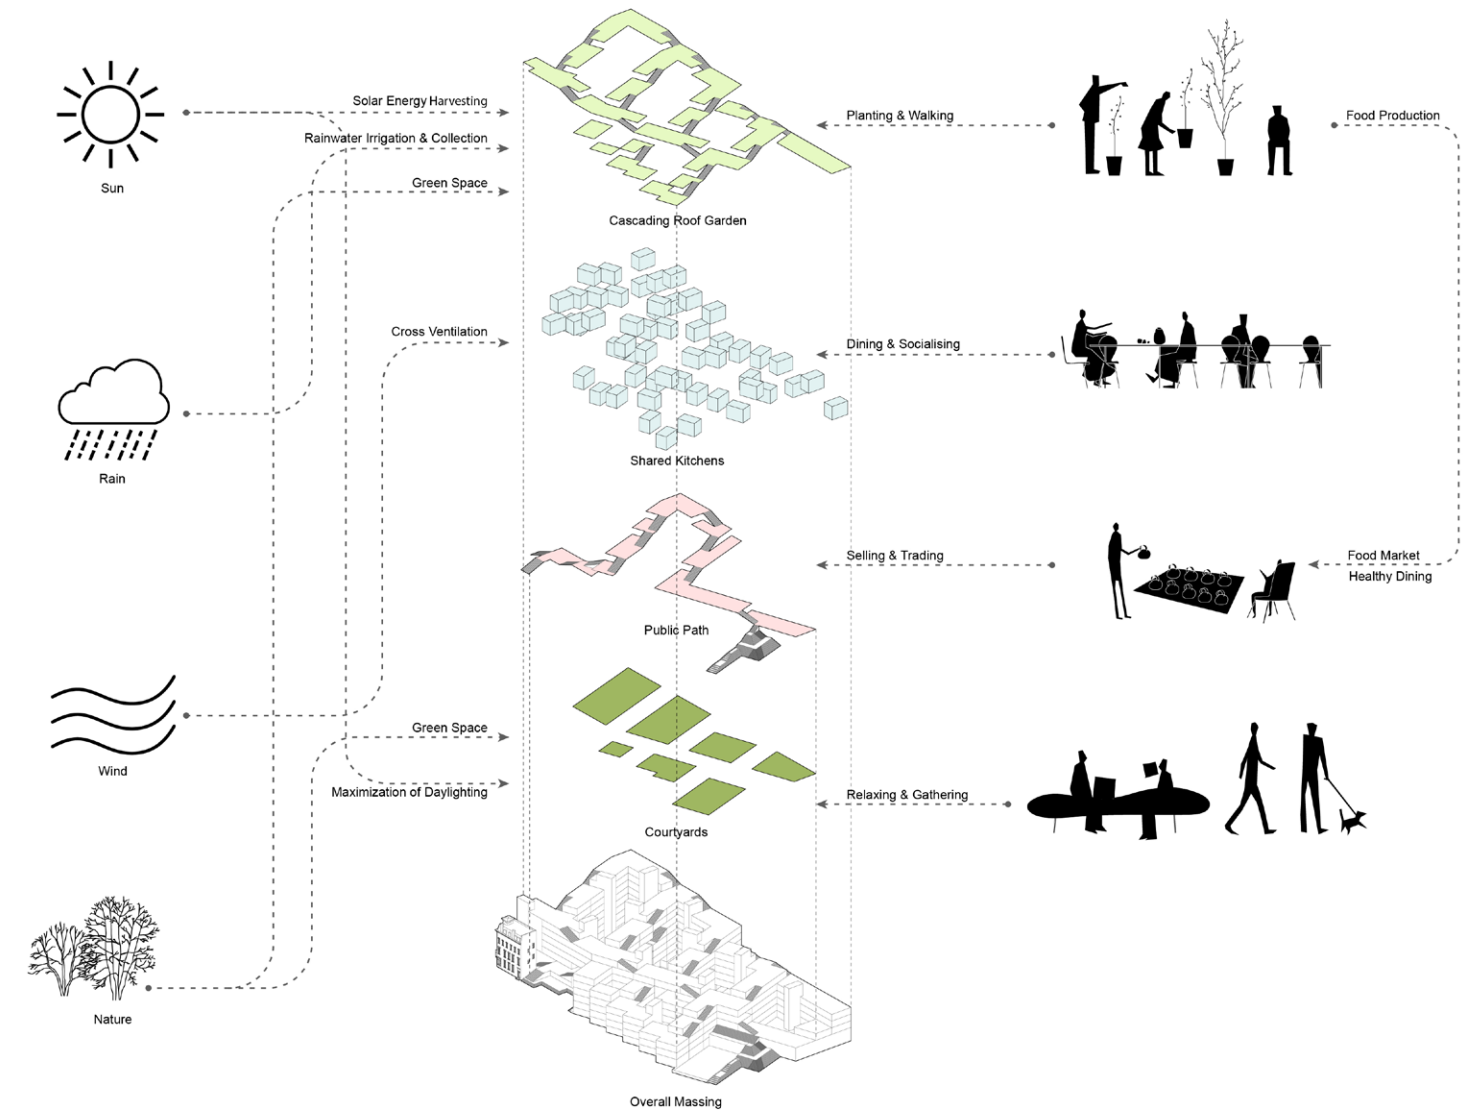 Solar Energy Harvesting
Rainwater Irrigation & Collection
Green Space
Sun
Cascading Roof Garden
Planting & Walking
Food Production
Cross Ventilation
Dining & Socialising
Rain
Shared Kitchens
Selling & Trading
Food Market
Healthy Dining
Public Path
Wind
Green Space
Maximization of Daylighting
Relaxing & Gathering
Courtyards
Nature
Overall Massing